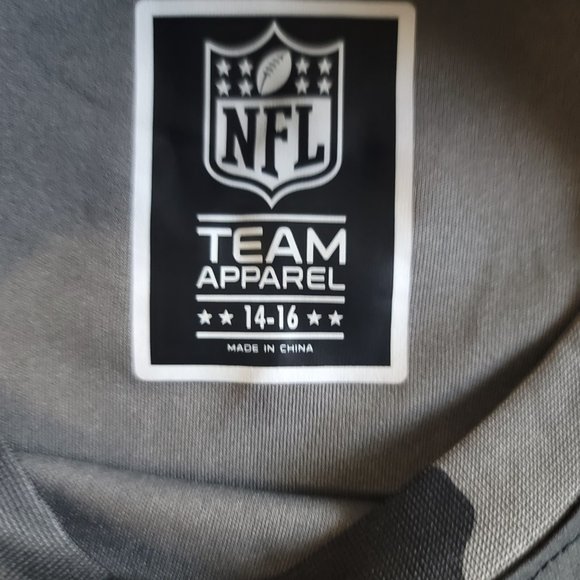 NFL
TEAM
APPAREL
14-16
MADE IN CHINA